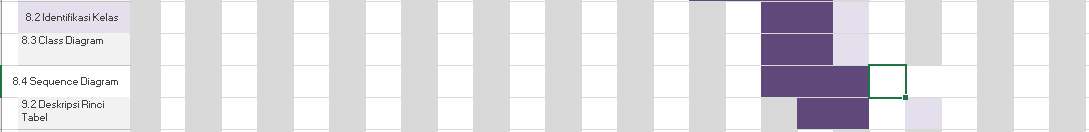 8.2 Identifikasi Kelas
8.3 Class Diagram
8.4 Sequence Diagram
9.2 Deskripsi Rinci
Tabel